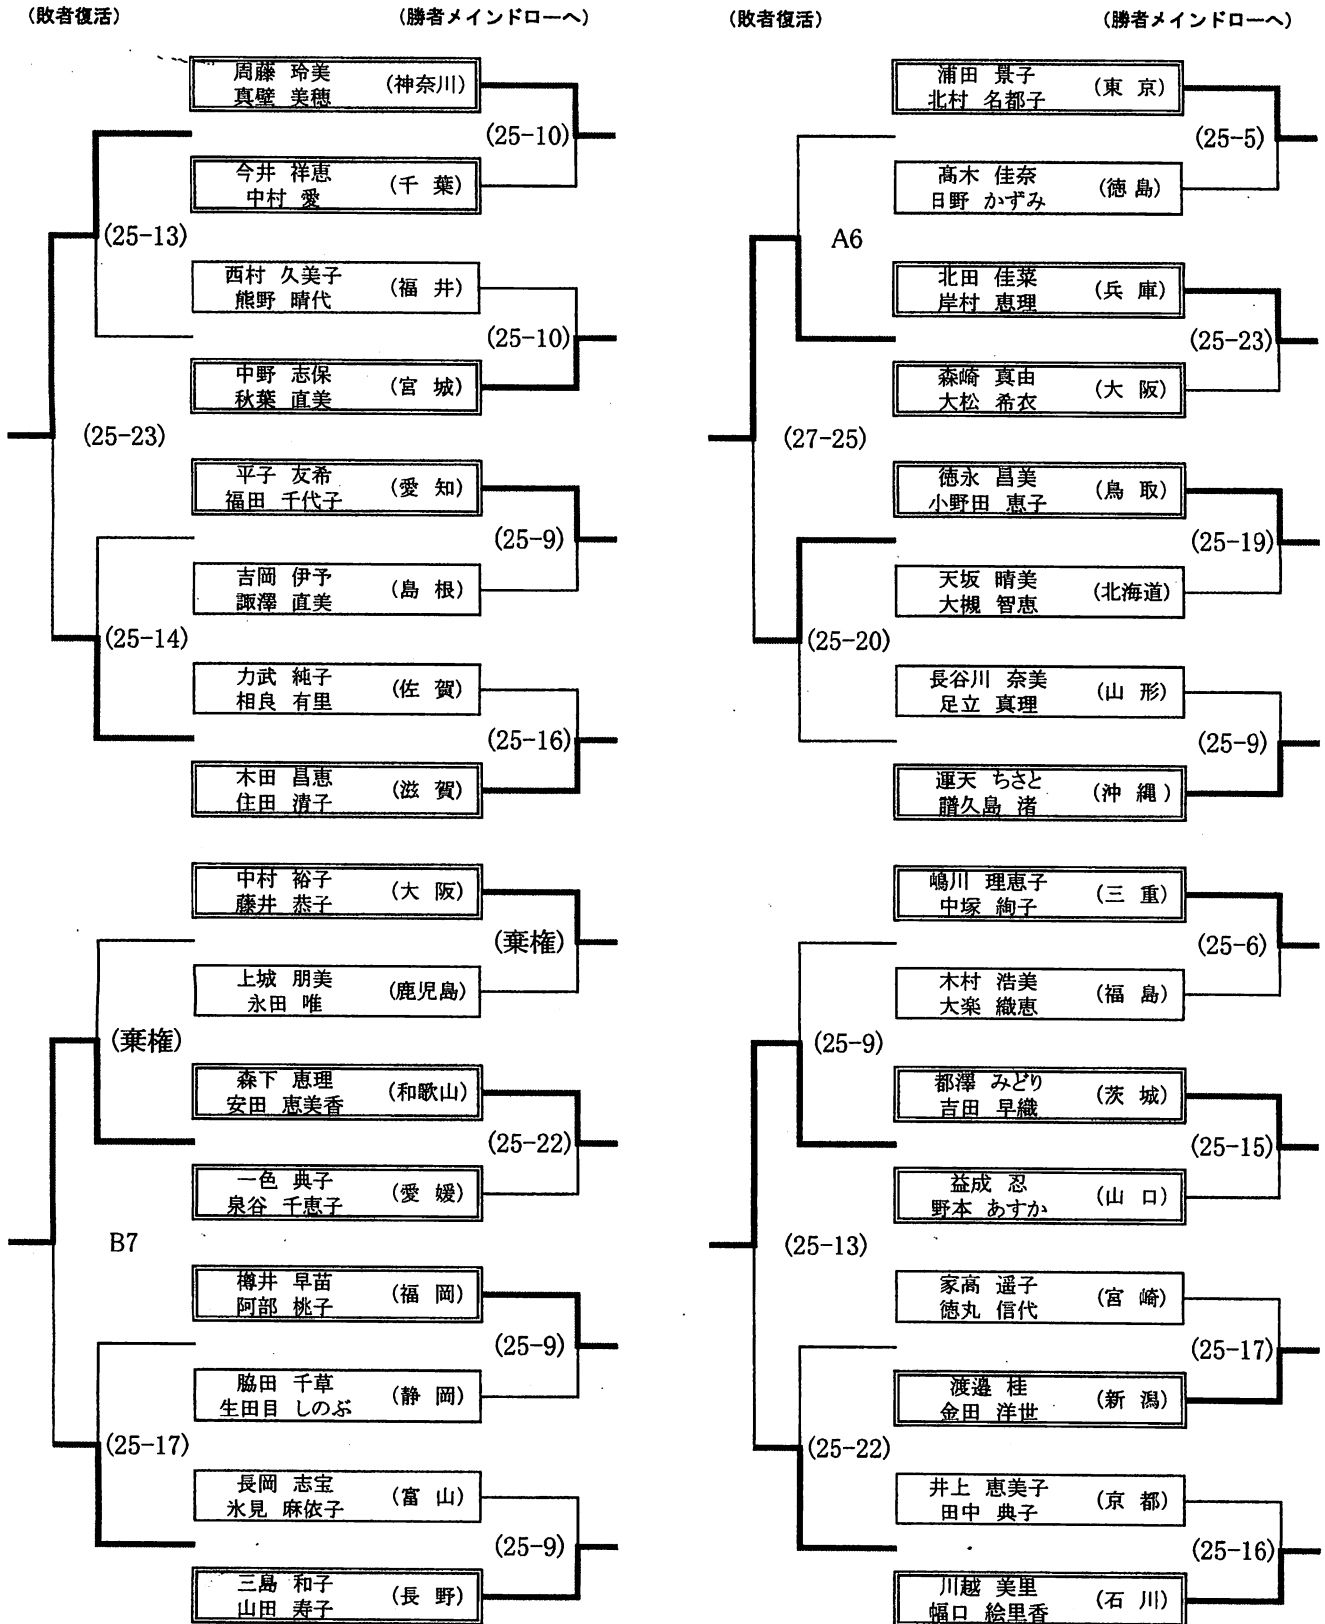 (敗者復活)
(勝者メインドローへ)
周藤 玲美
真壁 美穂
(神奈川)
(25-10)
今井 祥恵
中村 愛
(千 葉)
(25-13)
西村 久美子
熊野 晴代
(福 井)
(25-10)
中野 志保
秋葉 直美
(宮 城)
(25-23)
平子 友希
福田 千代子
(愛 知)
(25-9)
吉岡 伊予
諏澤 直美
(島 根)
(25-14)
力武 純子
相良 有里
(佐 賀)
(25-16)
木田 昌恵
住田 清子
(滋 賀)
中村 裕子
藤井 恭子
(大 阪)
(棄権)
上城 朋美
永田 唯
(鹿児島)
(棄権)
森下 恵理
安田 恵美香
(和歌山)
(25-22)
一色 典子
泉谷 千恵子
(愛 媛)
B7
樽井 早苗
阿部 桃子
(福 岡)
(25-9)
脇田 千草
生田目 しのぶ
(静 岡)
(25-17)
長岡 志宝
氷見 麻依子
(富 山)
(25-9)
三島 和子
山田 寿子
(長 野)
(敗者復活)
(勝者メインドローへ)
浦田 景子
北村 名都子
(東 京)
(25-5)
髙木 佳奈
日野 かずみ
(徳 島)
A6
北田 佳菜
岸村 恵理
(兵 庫)
(25-23)
森崎 真由
大松 希衣
(大 阪)
(27-25)
徳永 昌美
小野田 恵子
(鳥 取)
(25-19)
天坂 晴美
大槻 智恵
(北海道)
(25-20)
長谷川 奈美
足立 真理
(山 形)
(25-9)
運天 ちさと
譜久島 渚
(沖 縄)
嶋川 理恵子
中塚 絢子
(三 重)
(25-6)
木村 浩美
大楽 織恵
(福 島)
(25-9)
都澤 みどり
吉田 早織
(茨 城)
(25-15)
益成 忍
野本 あすか
(山 口)
(25-13)
家高 遥子
徳丸 信代
(宮 崎)
(25-17)
渡邉 桂
金田 洋世
(新 潟)
(25-22)
井上 恵美子
田中 典子
(京 都)
(25-16)
川越 美里
幅口 絵里香
(石 川)